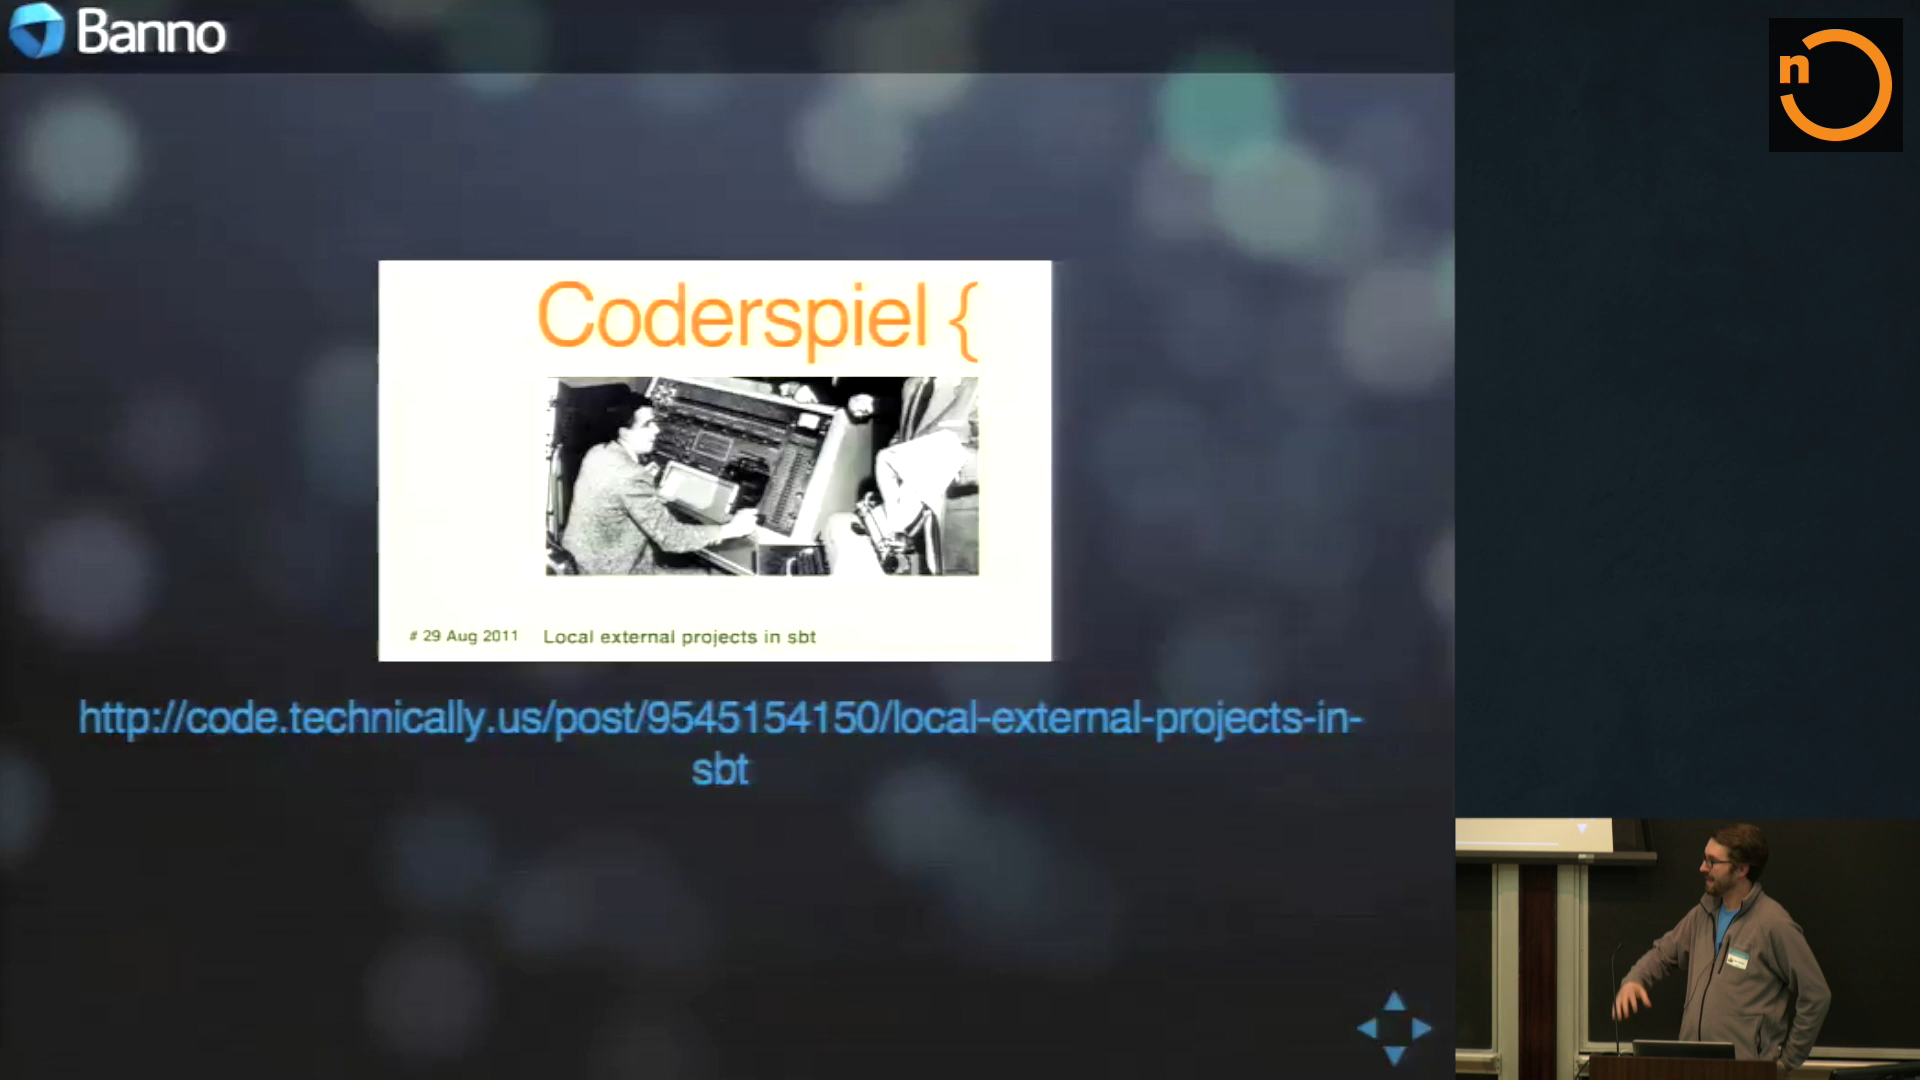 Banno
n
Coderspiel {
# 29 Aug 2011 Local external projects in sbt
http://code.technically.us/post/9545154150/local-external-projects-in-
sbt